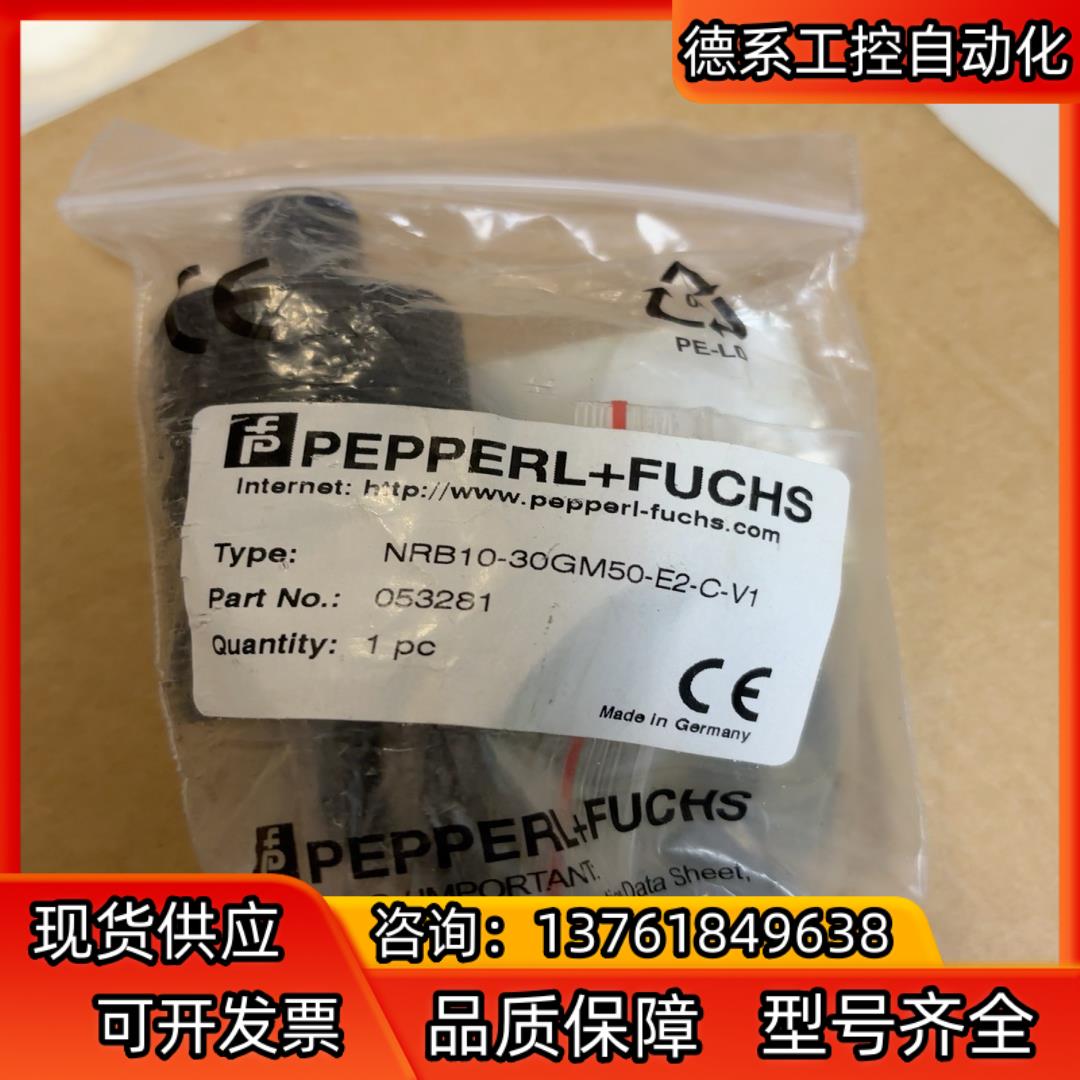 德系工控自动化
CE
PE-LD
PEPPERL+FUCHS
Internet: http://www.pepperl-fuchs.com
Type: NRB10-30GM50-E2-C-V1
Part No.: 053281
Quantity: 1 pc
CE
Made in Germany
PEPPERL+FUCHS
IMPORTANT:
Data Sheet,
现货供应
咨询：13761849638
可开发票
品质保障
型号齐全